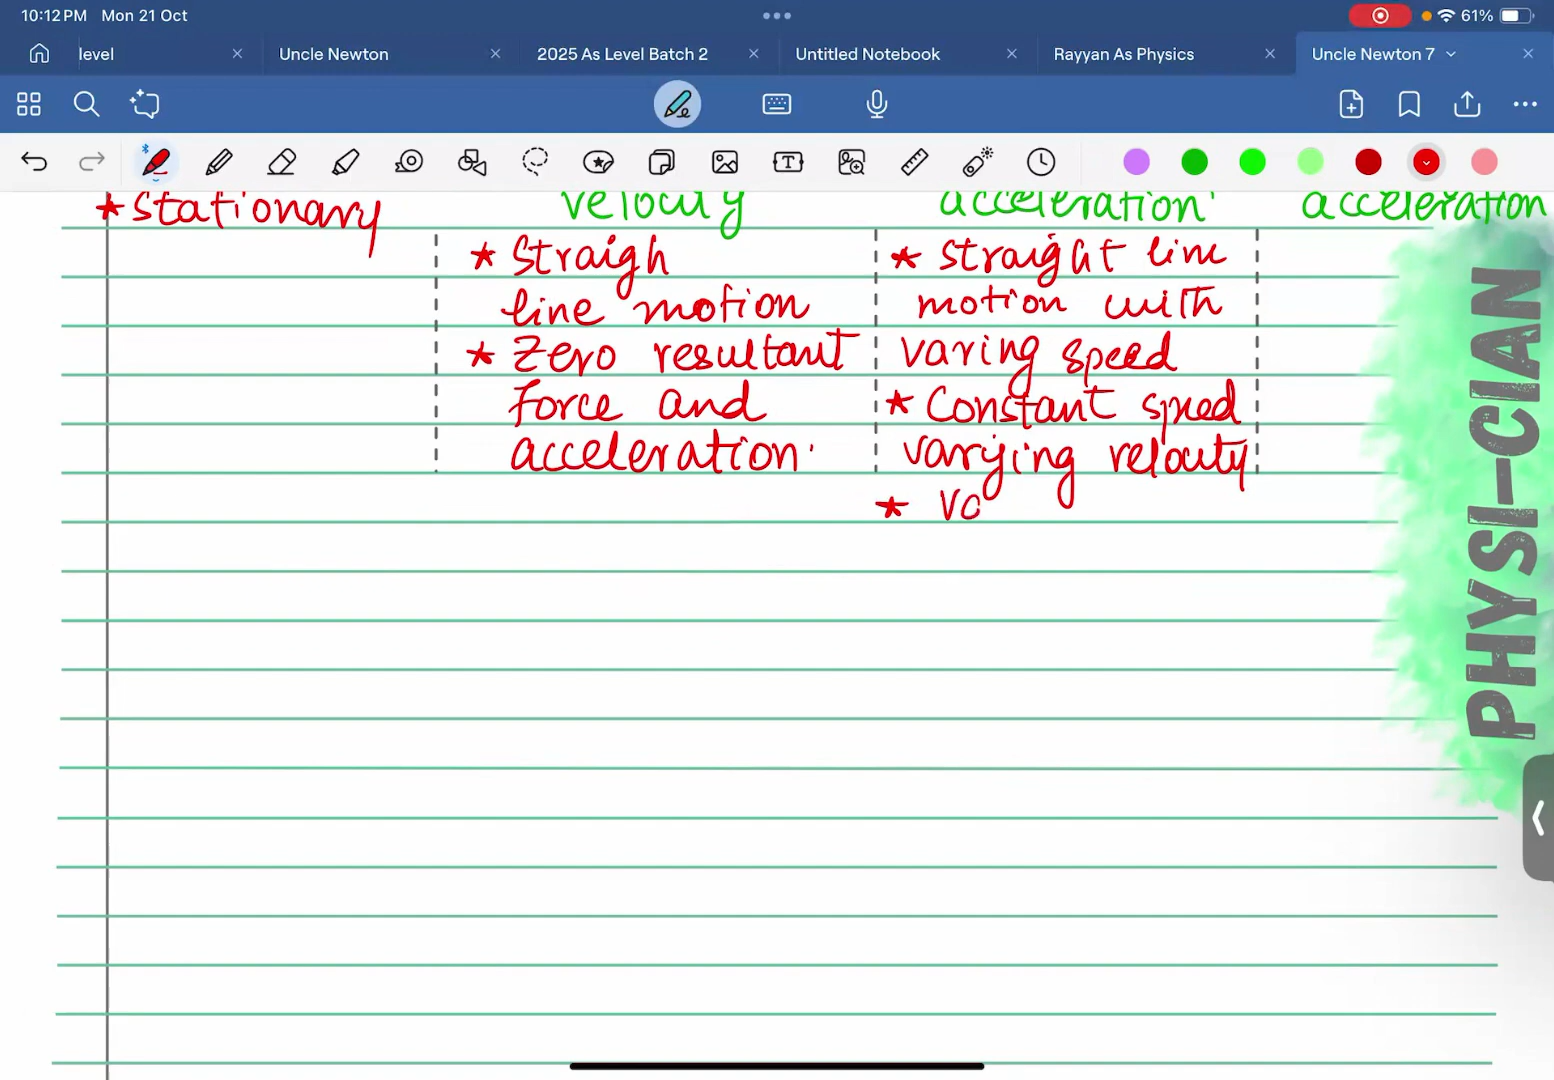 10:12 PM Mon 21 Oct
61%
level
Uncle Newton
2025 As Level Batch 2
Untitled Notebook
Rayyan As Physics
Uncle Newton 7
* Stationary
velocity
acceleration
acceleration
* Straigh
line motion
* Zero resultant
force and
acceleration.
* straight line
motion with
varing speed
* Constant speed
varying velocity
* va
PHYSI-CIAN